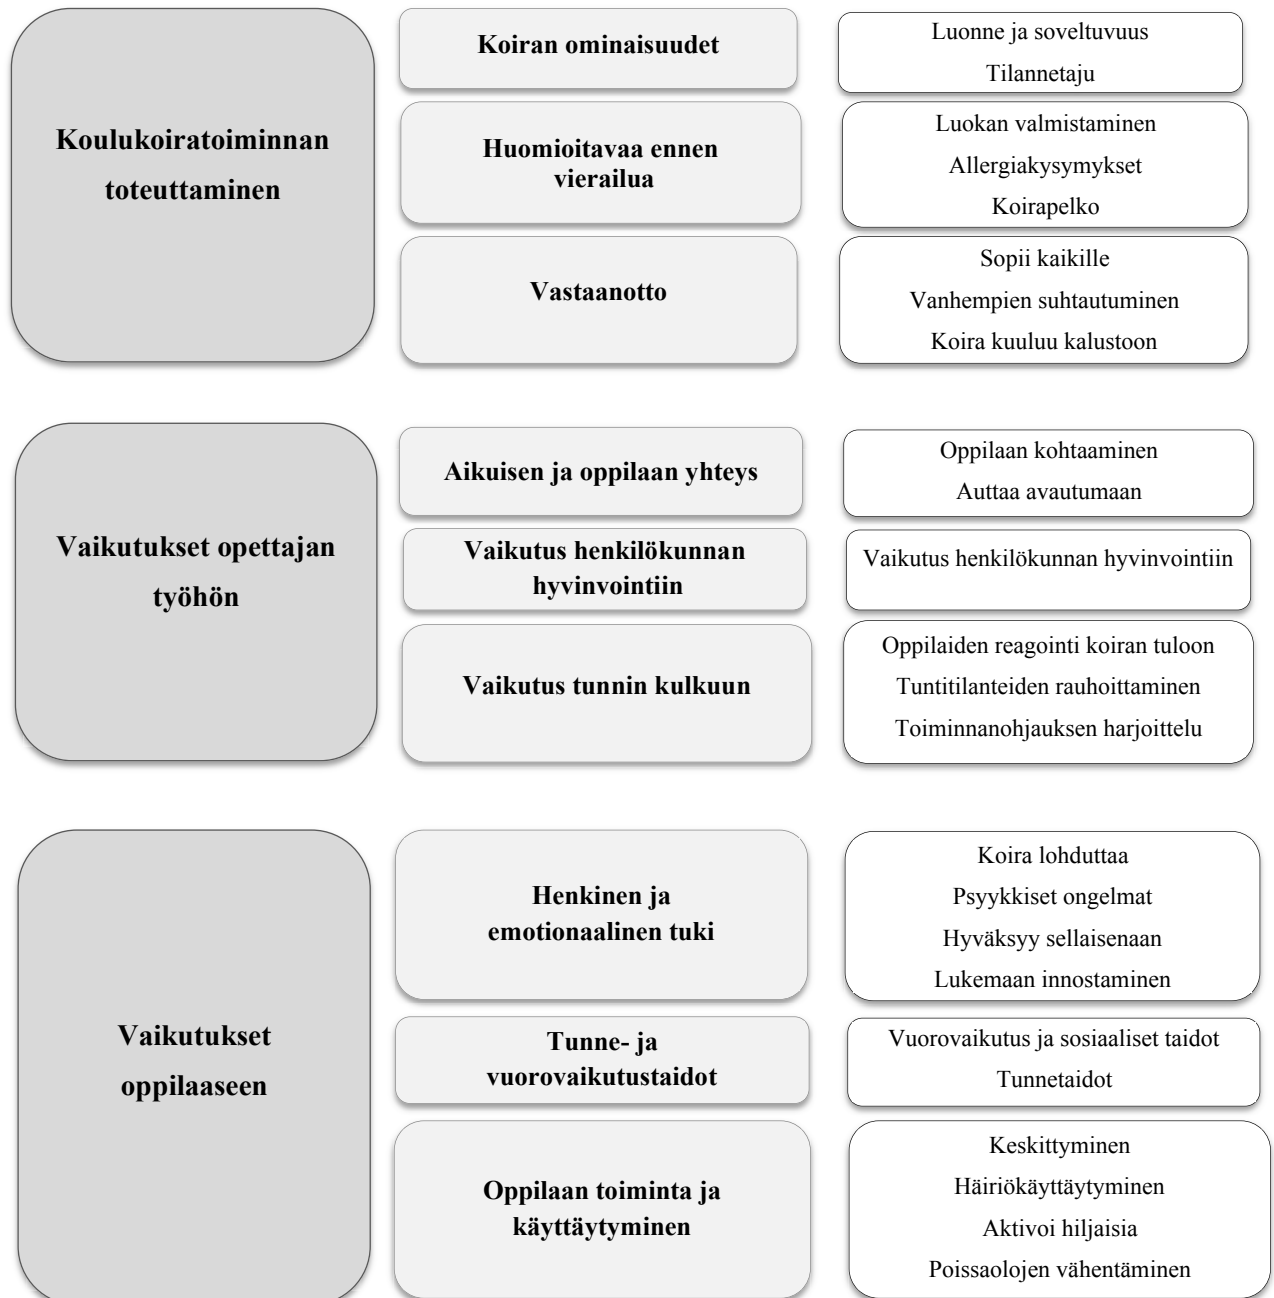 Koulukoiratoiminnan
toteuttaminen
Koiran ominaisuudet
Luonne ja soveltuvuus
Tilannetaju
Huomioitavaa ennen
vierailua
Luokan valmistaminen
Allergiakysymykset
Koirapelko
Vastaanotto
Sopii kaikille
Vanhempien suhtautuminen
Koira kuuluu kalustoon
Vaikutukset opettajan
työhön
Aikuisen ja oppilaan yhteys
Oppilaan kohtaaminen
Auttaa avautumaan
Vaikutus henkilökunnan
hyvinvointiin
Vaikutus henkilökunnan hyvinvointiin
Vaikutus tunnin kulkuun
Oppilaiden reagointi koiran tuloon
Tuntitilanteiden rauhoittaminen
Toiminnanohjauksen harjoittelu
Vaikutukset
oppilaaseen
Henkinen ja
emotionaalinen tuki
Koira lohduttaa
Psyykkiset ongelmat
Hyväksyy sellaisenaan
Lukemaan innostaminen
Tunne- ja
vuorovaikutustaidot
Vuorovaikutus ja sosiaaliset taidot
Tunnetaidot
Oppilaan toiminta ja
käyttäytyminen
Keskittyminen
Häiriökäyttäytyminen
Aktivoi hiljaisia
Poissaolojen vähentäminen